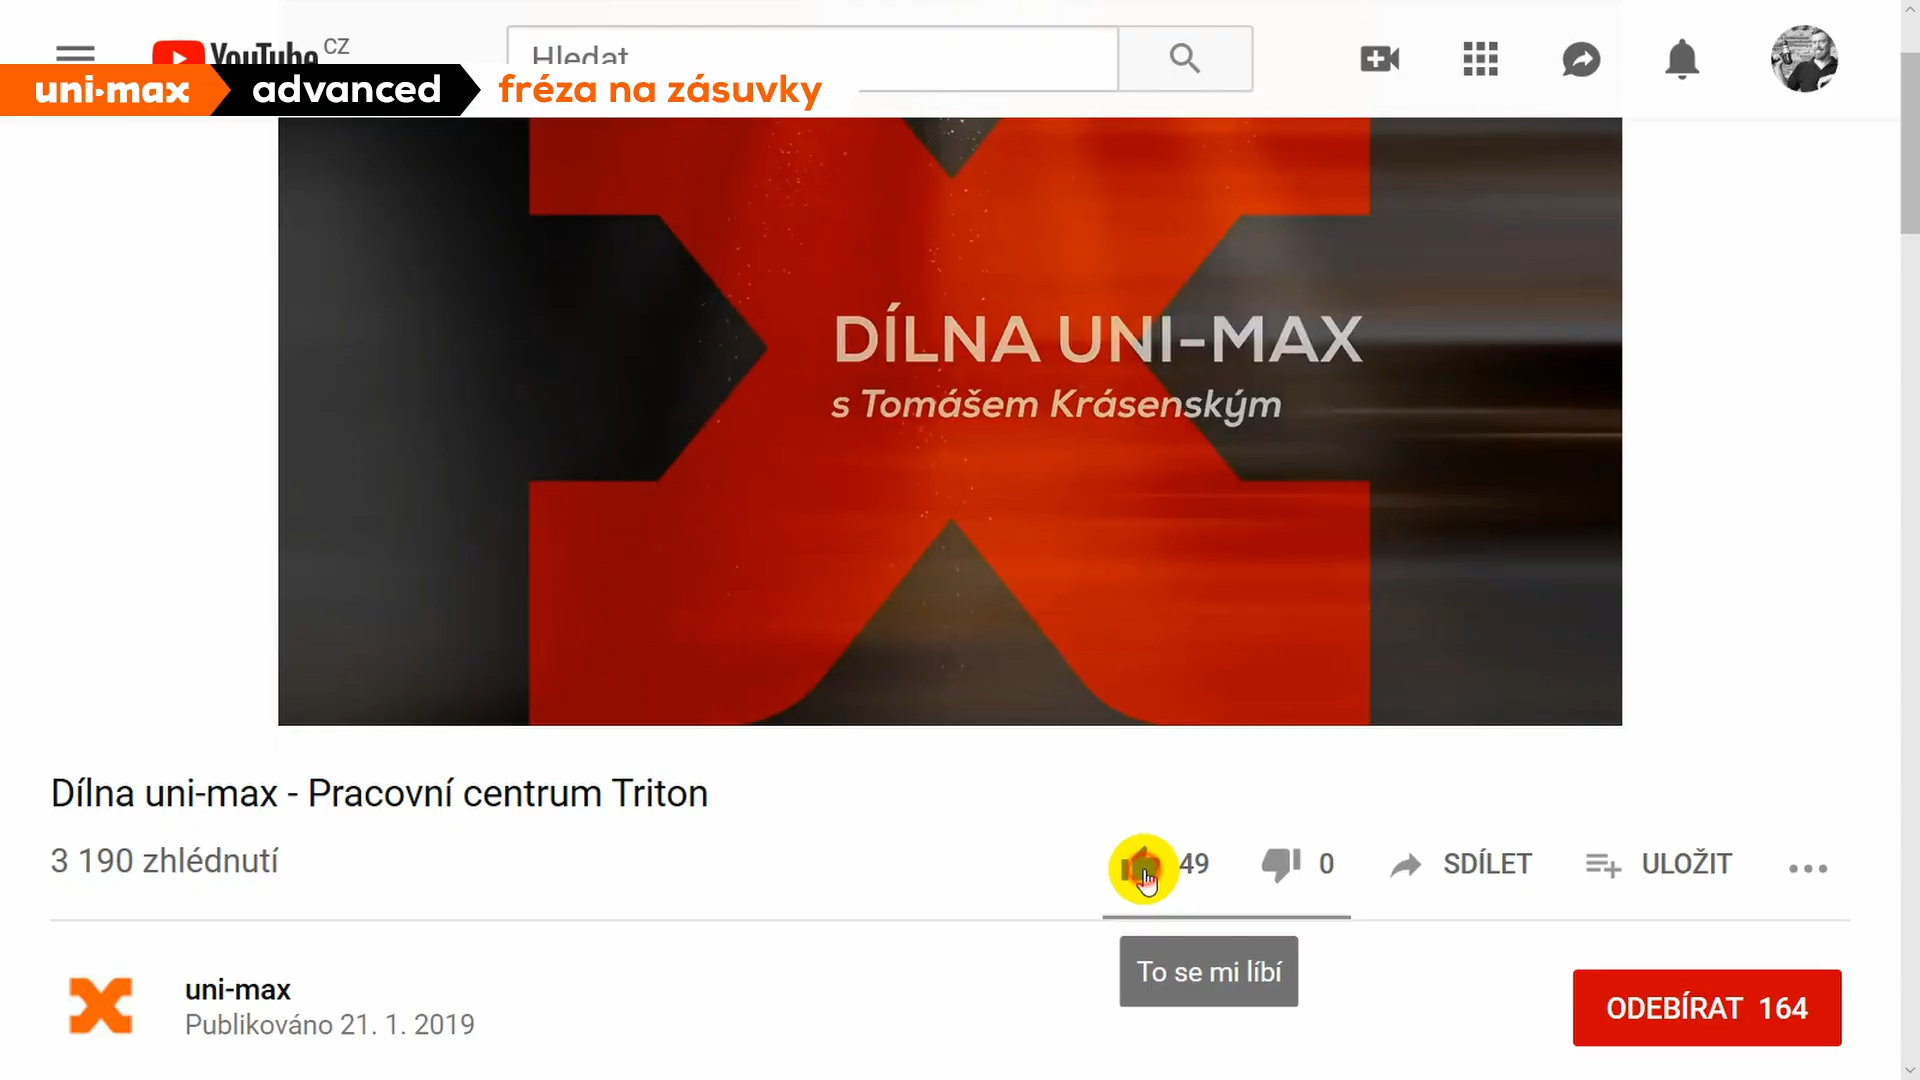 YouTube CZ
Hledat
uni-max advanced fréza na zásuvky
DÍLNA UNI-MAX
s Tomášem Krásenským
Dílna uni-max - Pracovní centrum Triton
3 190 zhlédnutí
49 0 SDÍLET ULOŽIT
To se mi líbí
uni-max
Publikováno 21. 1. 2019
ODEBÍRAT 164